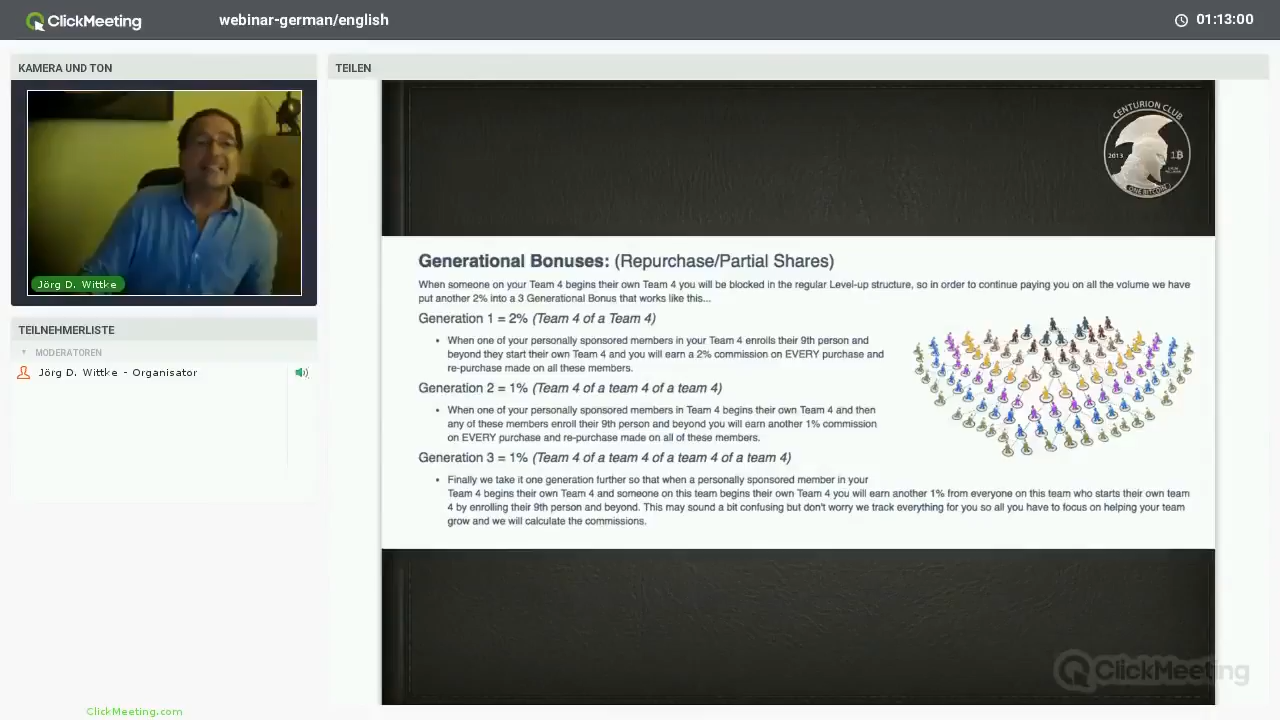 ClickMeeting
webinar-german/english
01:13:00
KAMERA UND TON
Jörg D. Wittke
TEILNEHMERLISTE
MODERATOREN
Jörg D. Wittke - Organisator
ClickMeeting.com
TEILEN
CENTURION CLUB
2013
ONE BITCOIN
Generational Bonuses: (Repurchase/Partial Shares)
When someone on your Team 4 begins their own Team 4 you will be blocked in the regular Level-up structure, so in order to continue paying you on all the volume we have
put another 2% into a 3 Generational Bonus that works like this...
Generation 1 = 2% (Team 4 of a Team 4)
• When one of your personally sponsored members in your Team 4 enrolls their 9th person and
beyond they start their own Team 4 and you will earn a 2% commission on EVERY purchase and
re-purchase made on all these members.
Generation 2 = 1% (Team 4 of a team 4 of a team 4)
• When one of your personally sponsored members in Team 4 begins their own Team 4 and then
any of these members enroll their 9th person and beyond you will earn another 1% commission
on EVERY purchase and re-purchase made on all of these members.
Generation 3 = 1% (Team 4 of a team 4 of a team 4 of a team 4)
• Finally we take it one generation further so that when a personally sponsored member in your
Team 4 begins their own Team 4 and someone on this team begins their own Team 4 you will earn another 1% from everyone on this team who starts their own team
4 by enrolling their 9th person and beyond. This may sound a bit confusing but don't worry we track everything for you so all you have to focus on helping your team
grow and we will calculate the commissions.
ClickMeeting